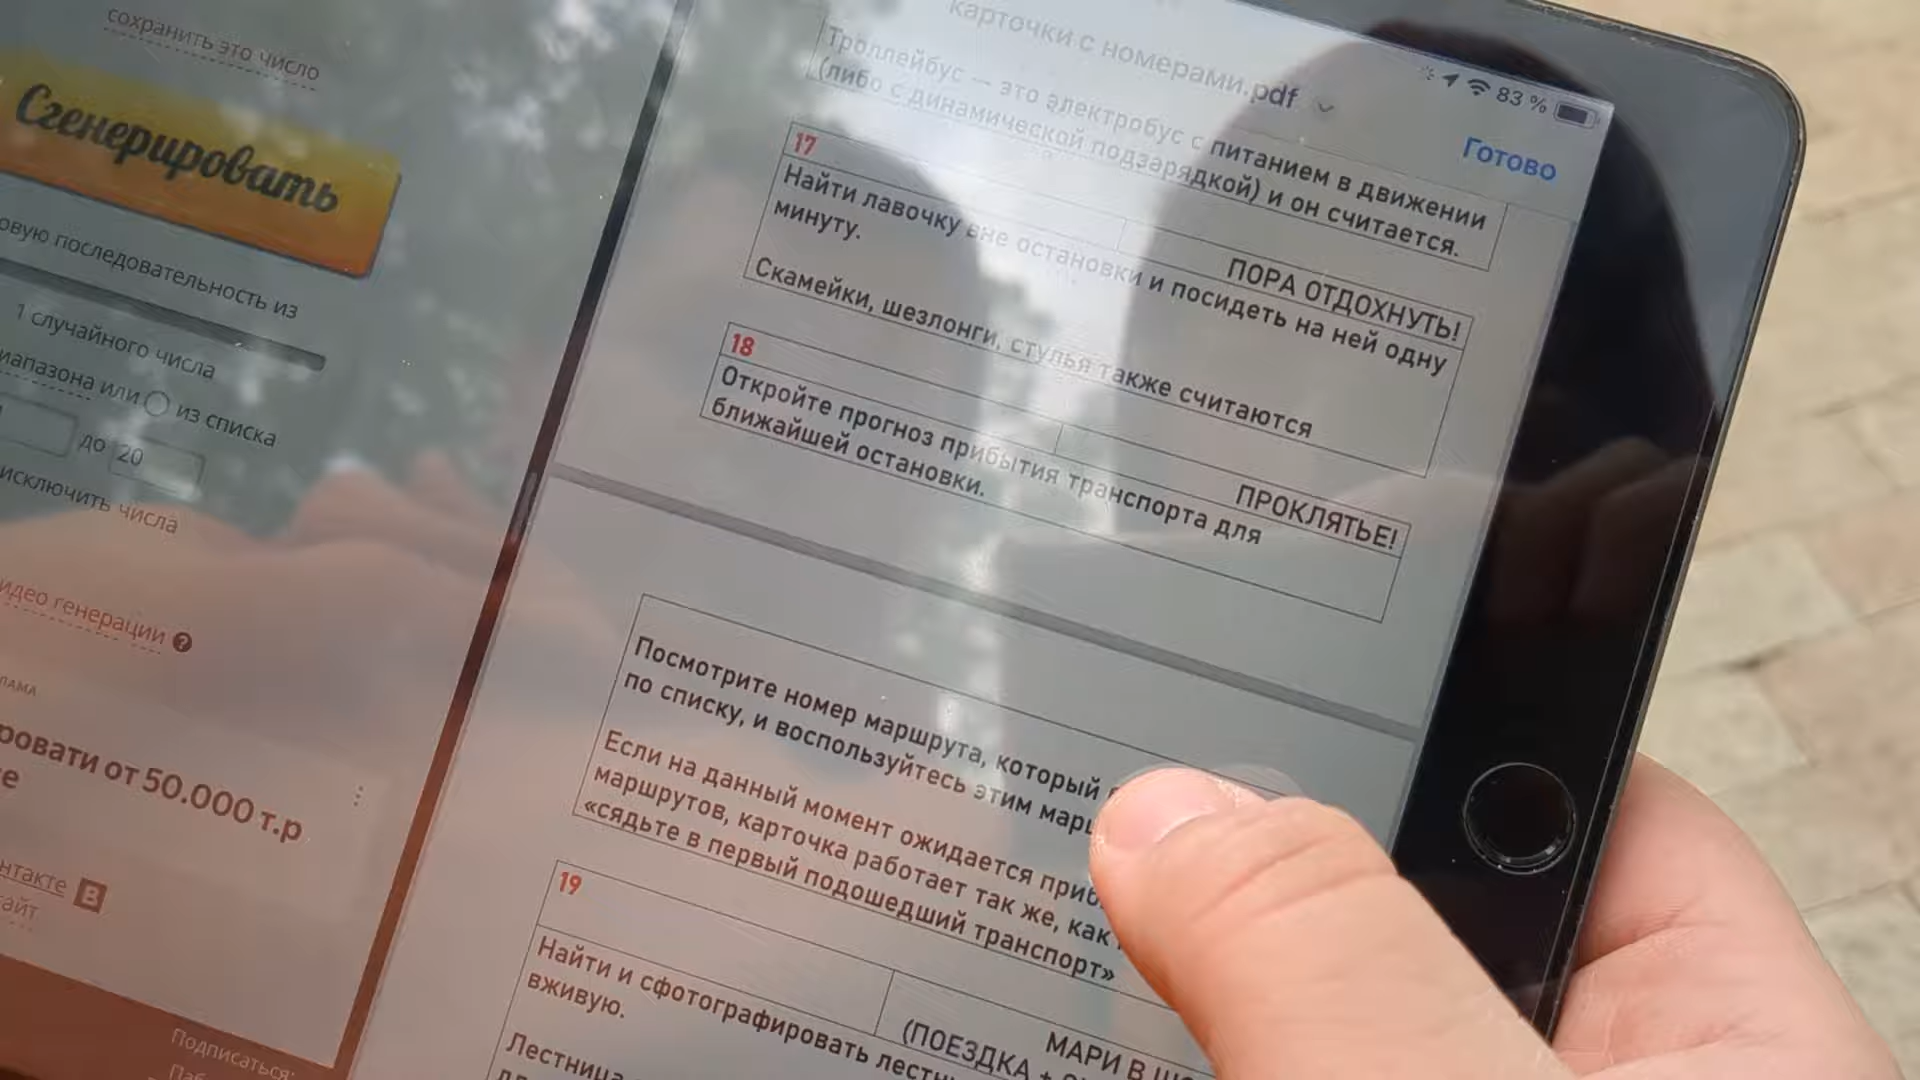 сохранить это число
Сгенерировать
овую последовательность из
1 случайного числа
иапазона или из списка
до 20
исключить числа
идео генерации ?
ЛАМА
ровати от 50.000 т.р
е
нтакте В
айт
Подписаться:
карточки с номерами.pdf
83 %
Готово
Троллейбус — это электробус с питанием в движении
(либо с динамической подзарядкой) и он считается.
17
ПОРА ОТДОХНУТЬ!
Найти лавочку вне остановки и посидеть на ней одну
минуту.
Скамейки, шезлонги, стулья также считаются
18
ПРОКЛЯТЬЕ!
Откройте прогноз прибытия транспорта для
ближайшей остановки.
Посмотрите номер маршрута, который
по списку, и воспользуйтесь этим марш
Если на данный момент ожидается приб
маршрутов, карточка работает так же, как
«сядьте в первый подошедший транспорт»
19
МАРИ В
(ПОЕЗДКА +
Найти и сфотографировать лестн
вживую.
Лестница